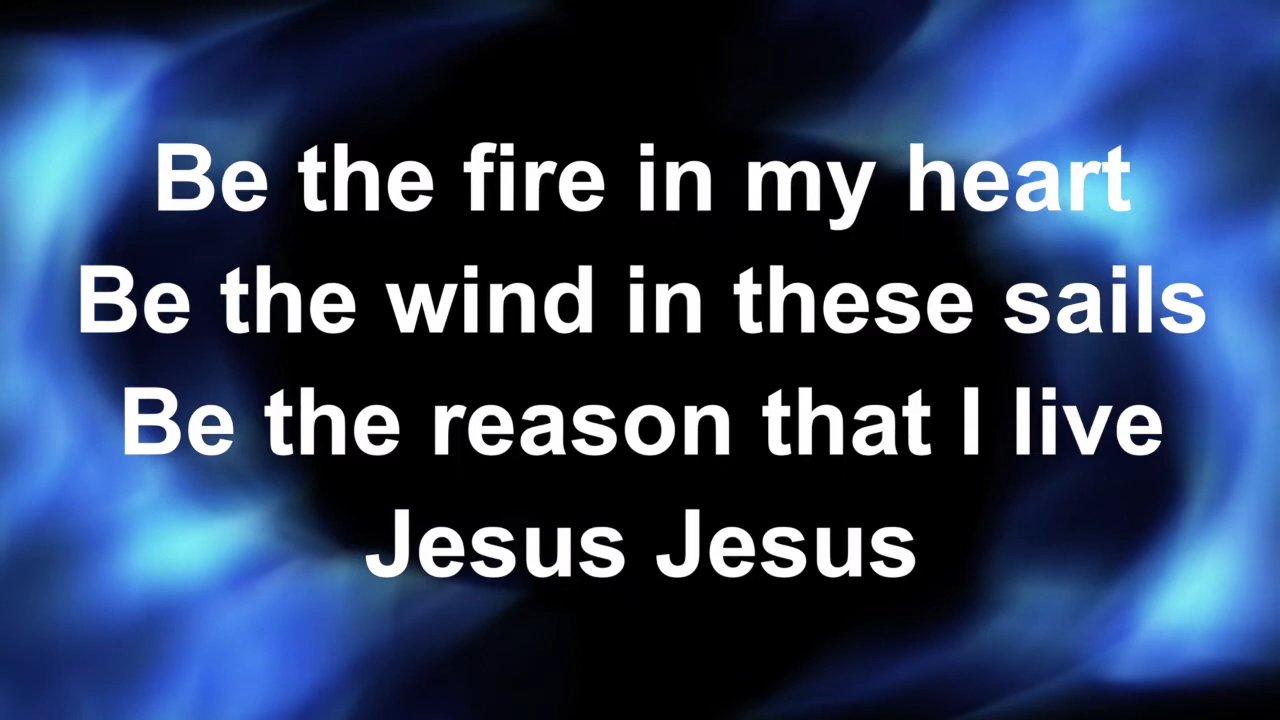 Be the fire in my heart
Be the wind in these sails
Be the reason that I live
Jesus Jesus